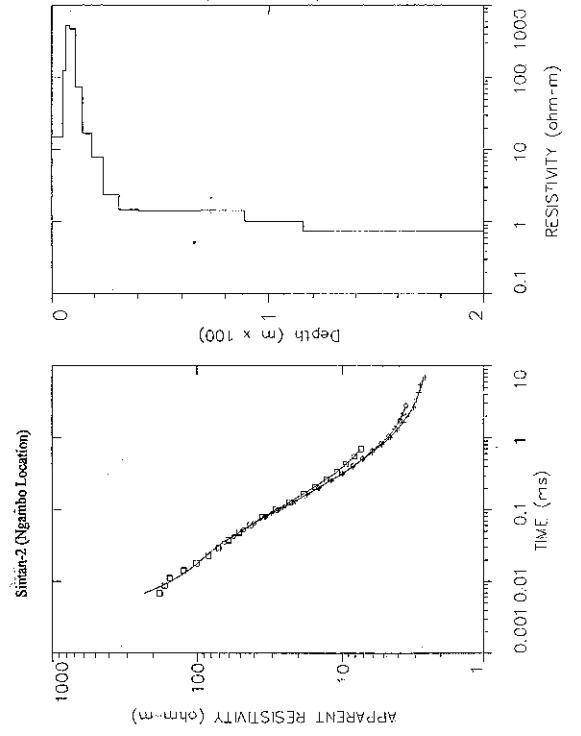 Sintan-2 (Ngambo Location)
APPARENT RESISTIVITY (ohm-m)
1000
100
10
1
0.001 0.01 0.1 1 10
TIME (ms)
Depth (m x 100)
0
1
2
0.1 1 10 100 1000
RESISTIVITY (ohm-m)